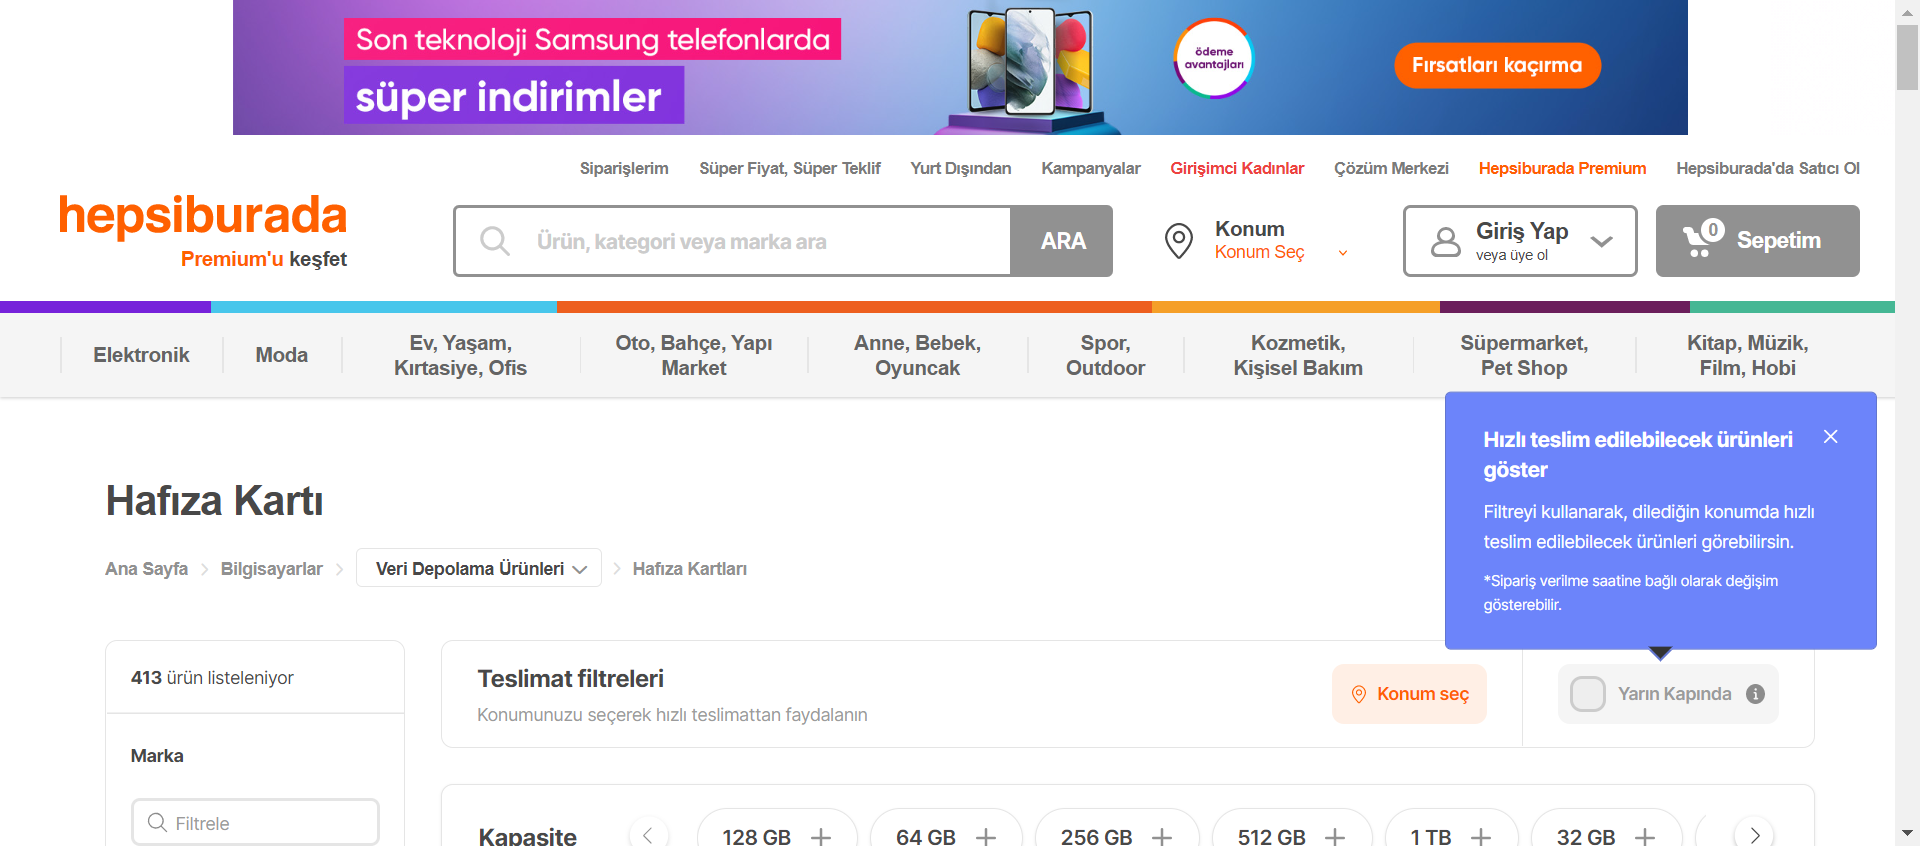 Son teknoloji Samsung telefonlarda
süper indirimler
ödeme
avantajları
Fırsatları kaçırma
Siparişlerim
Süper Fiyat, Süper Teklif
Yurt Dışından
Kampanyalar
Girişimci Kadınlar
Çözüm Merkezi
Hepsiburada Premium
Hepsiburada'da Satıcı Ol
hepsiburada
Premium'u keşfet
Ürün, kategori veya marka ara
ARA
Konum
Konum Seç
Giriş Yap
veya üye ol
0
Sepetim
Elektronik
Moda
Ev, Yaşam,
Kırtasiye, Ofis
Oto, Bahçe, Yapı
Market
Anne, Bebek,
Oyuncak
Spor,
Outdoor
Kozmetik,
Kişisel Bakım
Süpermarket,
Pet Shop
Kitap, Müzik,
Film, Hobi
Hızlı teslim edilebilecek ürünleri
göster
Filtreyi kullanarak, dilediğin konumda hızlı
teslim edilebilecek ürünleri görebilirsin.
*Sipariş verilme saatine bağlı olarak değişim
gösterebilir.
Hafıza Kartı
Ana Sayfa
Bilgisayarlar
Veri Depolama Ürünleri
Hafıza Kartları
413 ürün listeleniyor
Marka
Filtrele
Teslimat filtreleri
Konumunuzu seçerek hızlı teslimattan faydalanın
Konum seç
Yarın Kapında
Kapasite
128 GB
64 GB
256 GB
512 GB
1 TB
32 GB